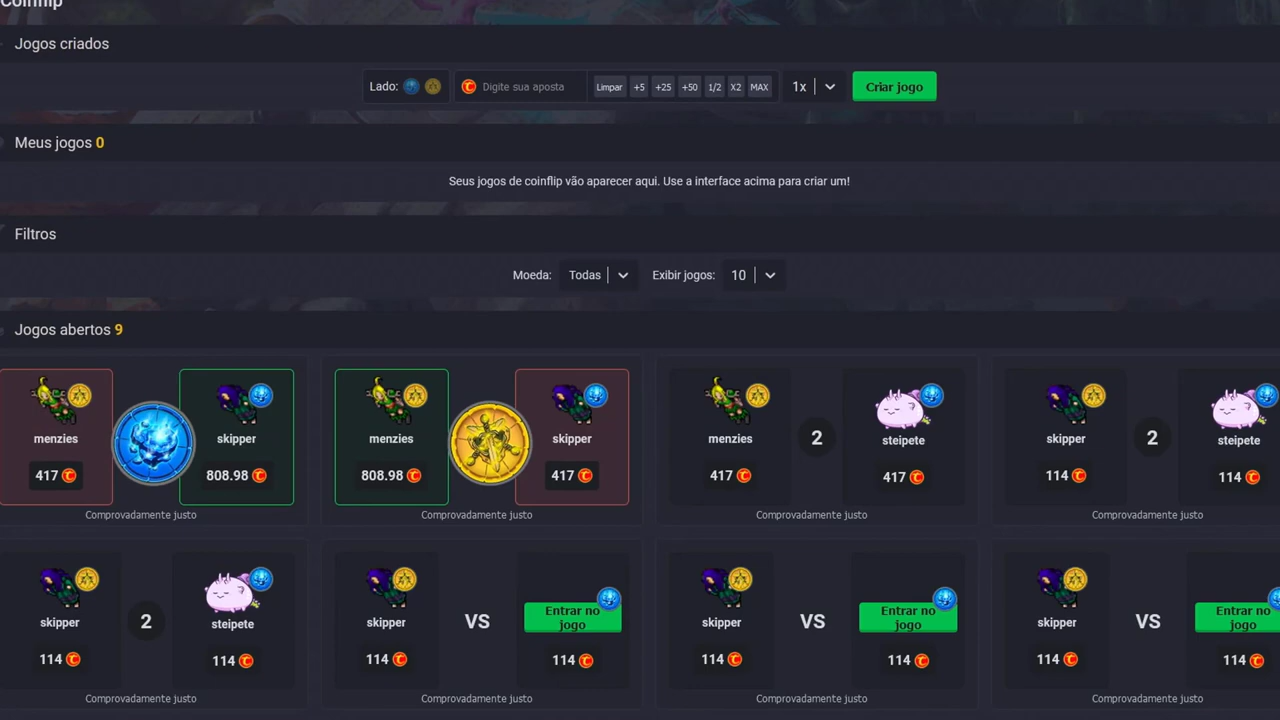 Coinflip
Jogos criados
Lado: Digite sua aposta Limpar +5 +25 +50 1/2 X2 MAX 1x Criar jogo
Meus jogos 0
Seus jogos de coinflip vão aparecer aqui. Use a interface acima para criar um!
Filtros
Moeda: Todas Exibir jogos: 10
Jogos abertos 9
menzies skipper menzies skipper menzies 2 steipete skipper 2 steipete
417 808.98 808.98 417 417 417 114 114
Comprovadamente justo Comprovadamente justo Comprovadamente justo Comprovadamente justo
skipper 2 steipete skipper VS Entrar no jogo skipper VS Entrar no jogo skipper VS Entrar no jogo
114 114 114 114 114 114 114 114
Comprovadamente justo Comprovadamente justo Comprovadamente justo Comprovadamente justo